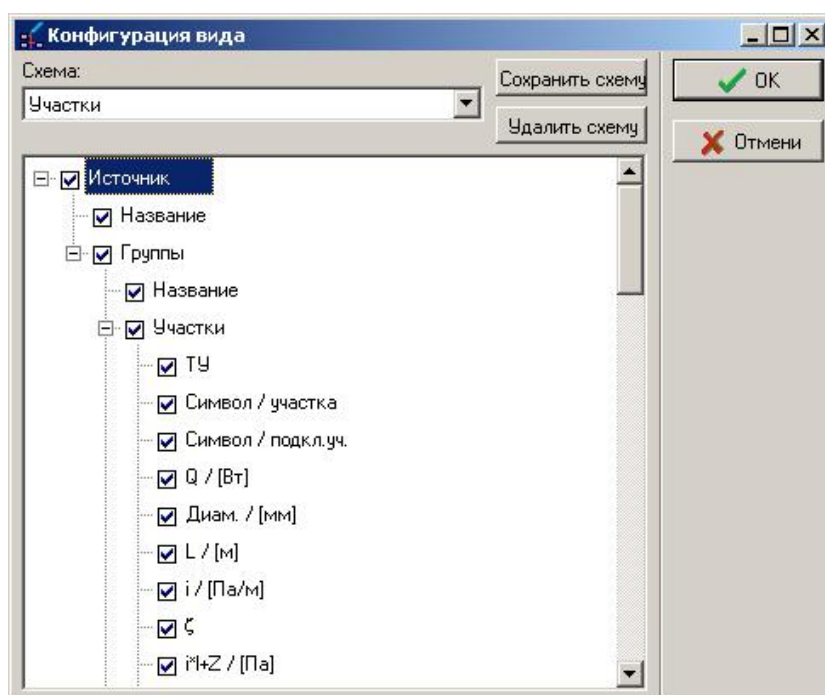 Конфигурация вида
Схема:
Участки
Сохранить схему
Удалить схему
OK
Отмени
Источник
Название
Группы
Название
Участки
ТУ
Символ / участка
Символ / подкл.уч.
Q / [Вт]
Диам. / [мм]
L / [м]
i / [Па/м]
ζ
i*l+Z / [Па]